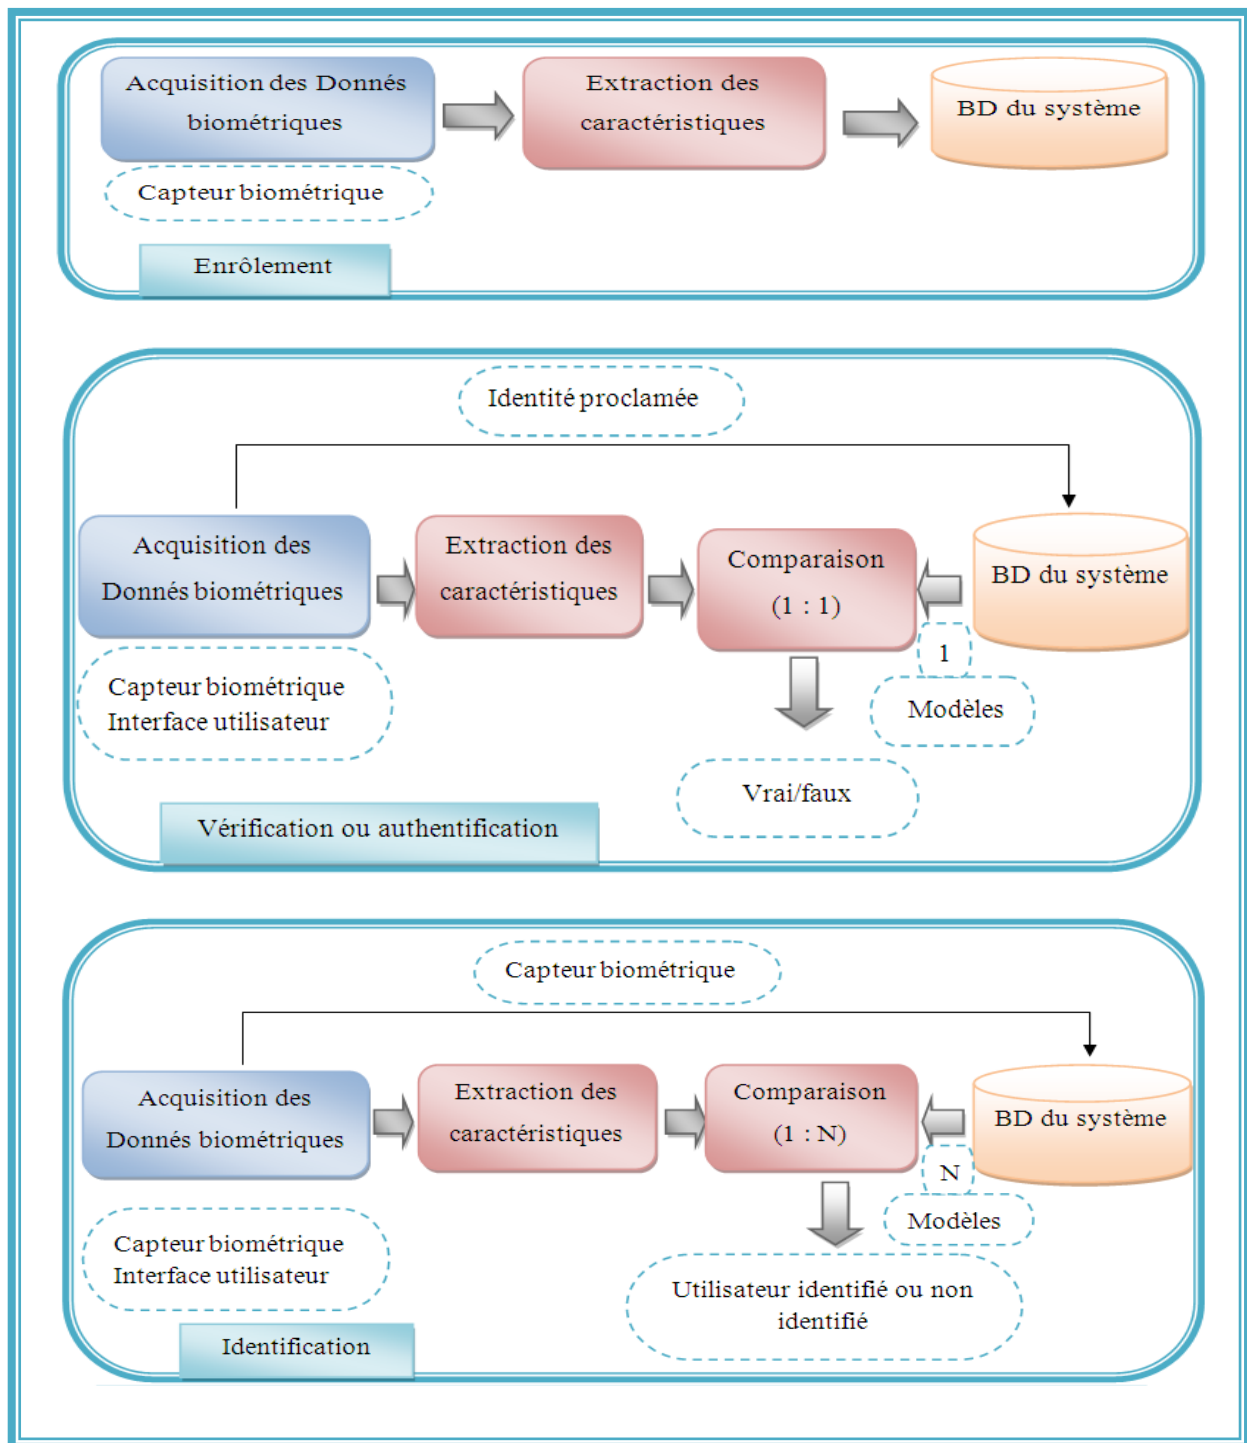 Acquisition des Donnés
biométriques
Extraction des
caractéristiques
BD du système
Capteur biométrique
Enrôlement
Identité proclamée
Acquisition des
Donnés biométriques
Extraction des
caractéristiques
Comparaison
(1 : 1)
BD du système
1
Modèles
Capteur biométrique
Interface utilisateur
Vrai/faux
Vérification ou authentification
Capteur biométrique
Acquisition des
Donnés biométriques
Extraction des
caractéristiques
Comparaison
(1 : N)
BD du système
N
Modèles
Capteur biométrique
Interface utilisateur
Utilisateur identifié ou non
identifié
Identification